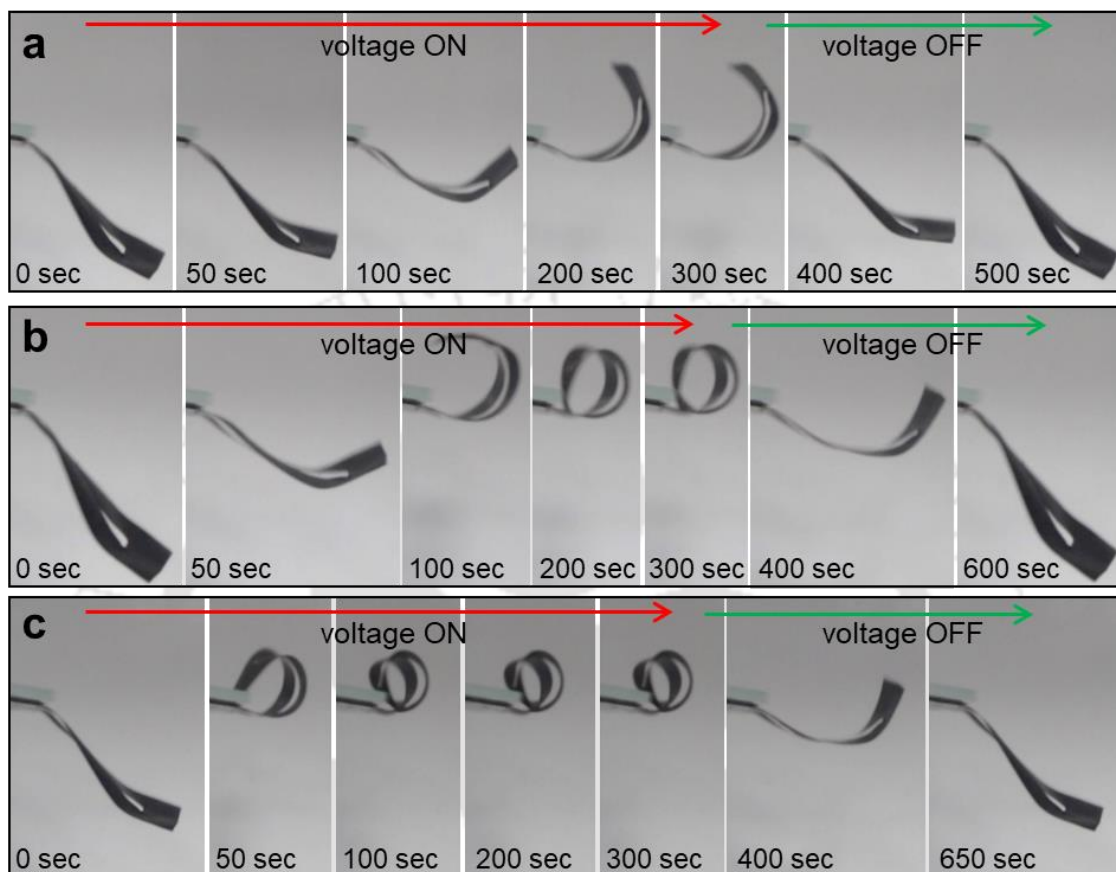 a
voltage ON
voltage OFF
0 sec
50 sec
100 sec
200 sec
300 sec
400 sec
500 sec
b
voltage ON
voltage OFF
0 sec
50 sec
100 sec
200 sec
300 sec
400 sec
600 sec
c
voltage ON
voltage OFF
0 sec
50 sec
100 sec
200 sec
300 sec
400 sec
650 sec